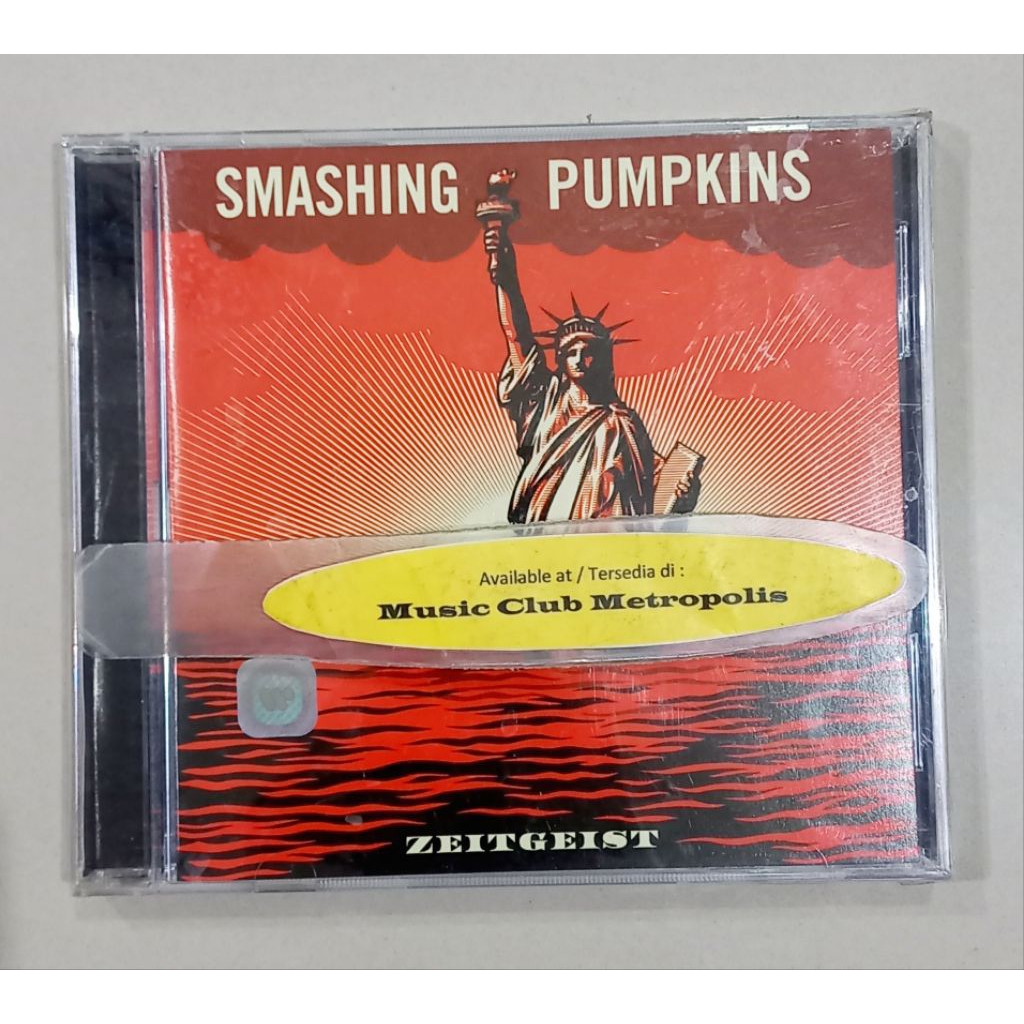 SMASHING PUMPKINS
Available at / Tersedia di :
Music Club Metropolis
ZEITGEIST